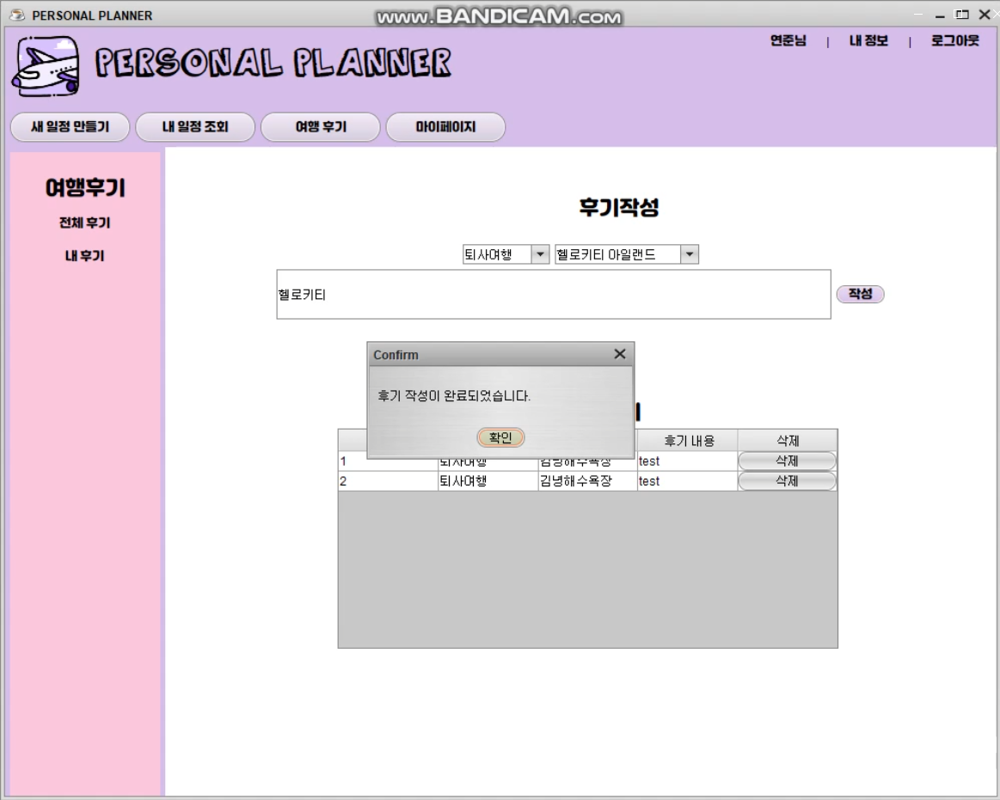 PERSONAL PLANNER
www.BANDICAM.com
연준님 | 내 정보 | 로그아웃
PERSONAL PLANNER
새 일정 만들기 내 일정 조회 여행 후기 마이페이지
여행후기
전체 후기
내 후기
후기작성
퇴사여행 헬로키티 아일랜드
헬로키티
작성
Confirm
후기 작성이 완료되었습니다.
확인
후기 내용 삭제
1 퇴사여행 김녕해수욕장 test 삭제
2 퇴사여행 김녕해수욕장 test 삭제